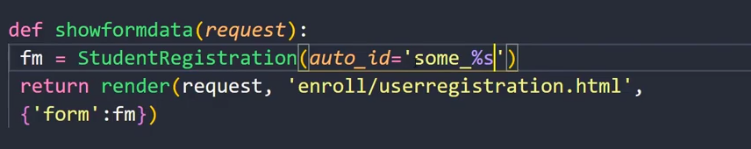 def showformdata(request):
fm = StudentRegistration(auto_id='some_%s')
return render(request, 'enroll/userregistration.html',
{'form':fm})